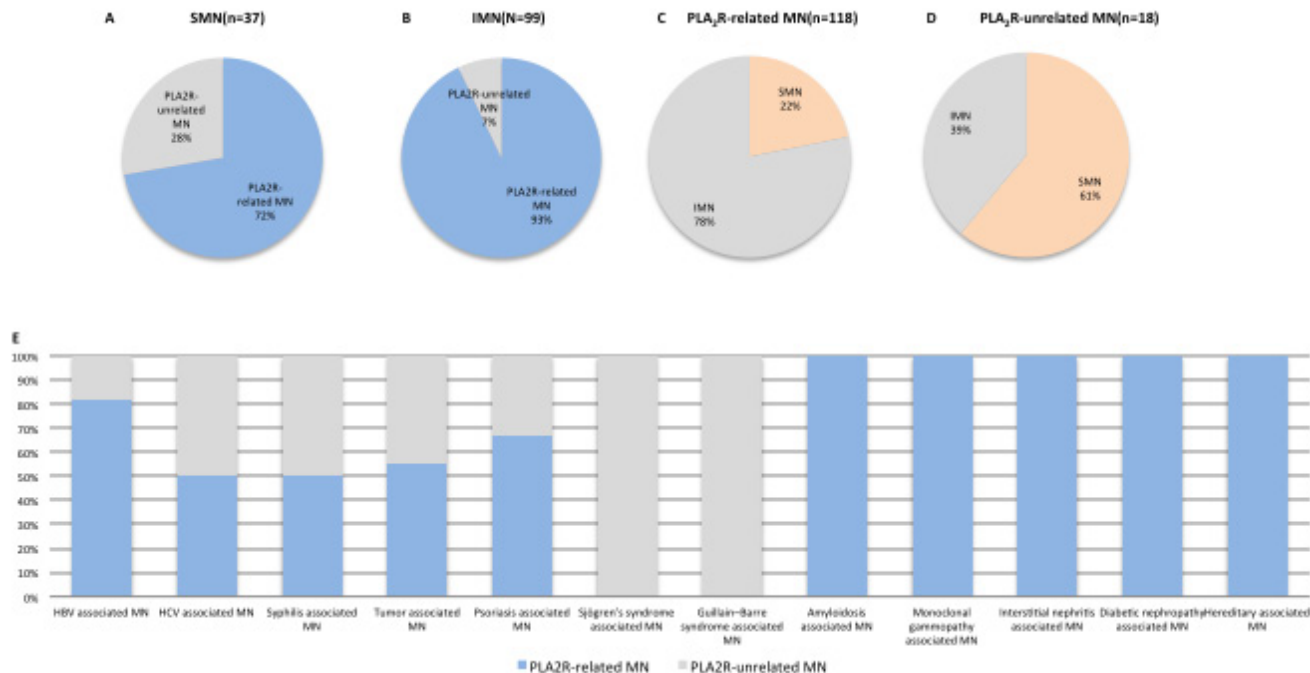 A SMN(n=37)
B IMN(N=99)
C PLA₂R-related MN(n=118)
D PLA₂R-unrelated MN(n=18)
PLA2R-
unrelated
MN
28%
PLA2R-
related MN
72%
PLA2R-unrelated
MN
7%
PLA2R-related
MN
93%
SMN
22%
IMN
78%
IMN
39%
SMN
61%
E
100%
90%
80%
70%
60%
50%
40%
30%
20%
10%
0%
HBV associated MN
HCV associated MN
Syphilis associated
MN
Tumor associated
MN
Psoriasis associated
MN
Sjögren's syndrome
associated MN
Guillain–Barre
syndrome associated MN
Amyloidosis
associated MN
Monoclonal
gammopathy
associated MN
Interstitial nephritis
associated MN
Diabetic nephropathy
associated MN
Hereditary associated
MN
PLA2R-related MN
PLA2R-unrelated MN